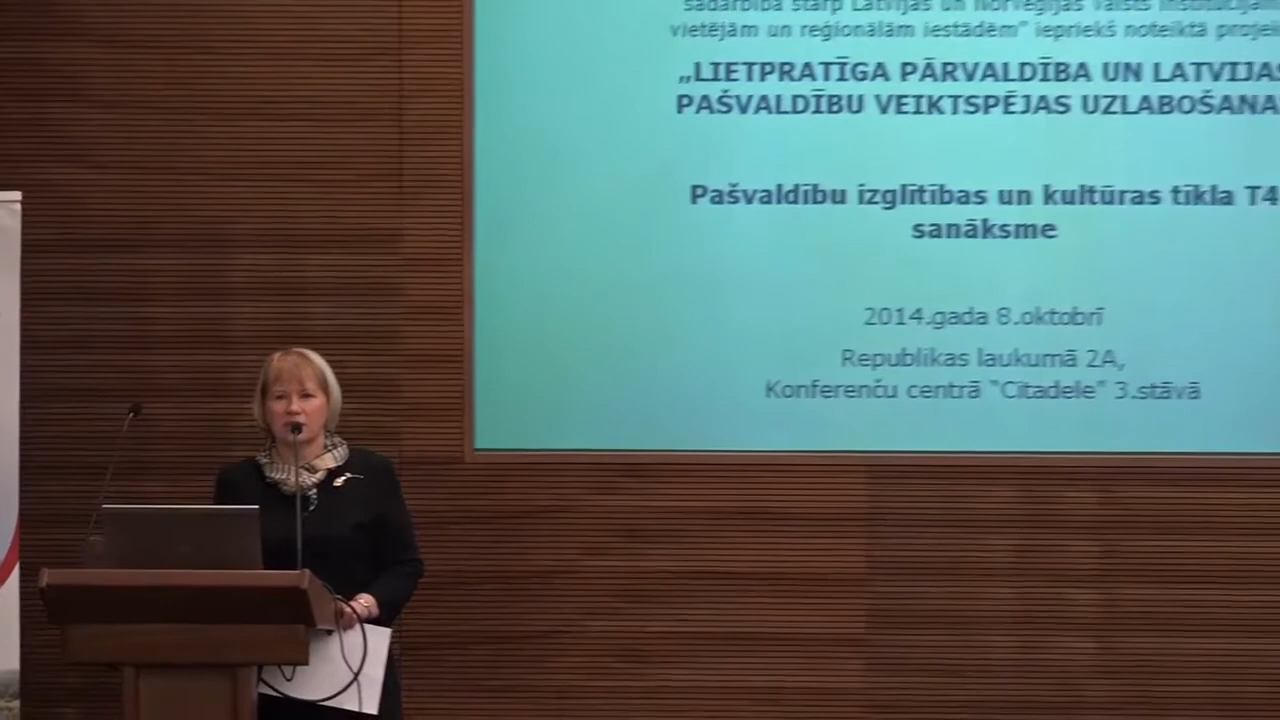 sadarbība starp Latvijas un Norvēģijas valsts institūcijām
vietējām un reģionālām iestādēm” iepriekš noteiktā projek
„LIETPRATĪGA PĀRVALDĪBA UN LATVIJAS
PAŠVALDĪBU VEIKTSPĒJAS UZLABOŠANA
Pašvaldību izglītības un kultūras tīkla T4
sanāksme
2014.gada 8.oktobrī
Republikas laukumā 2A,
Konferenču centrā “Citadele” 3.stāvā